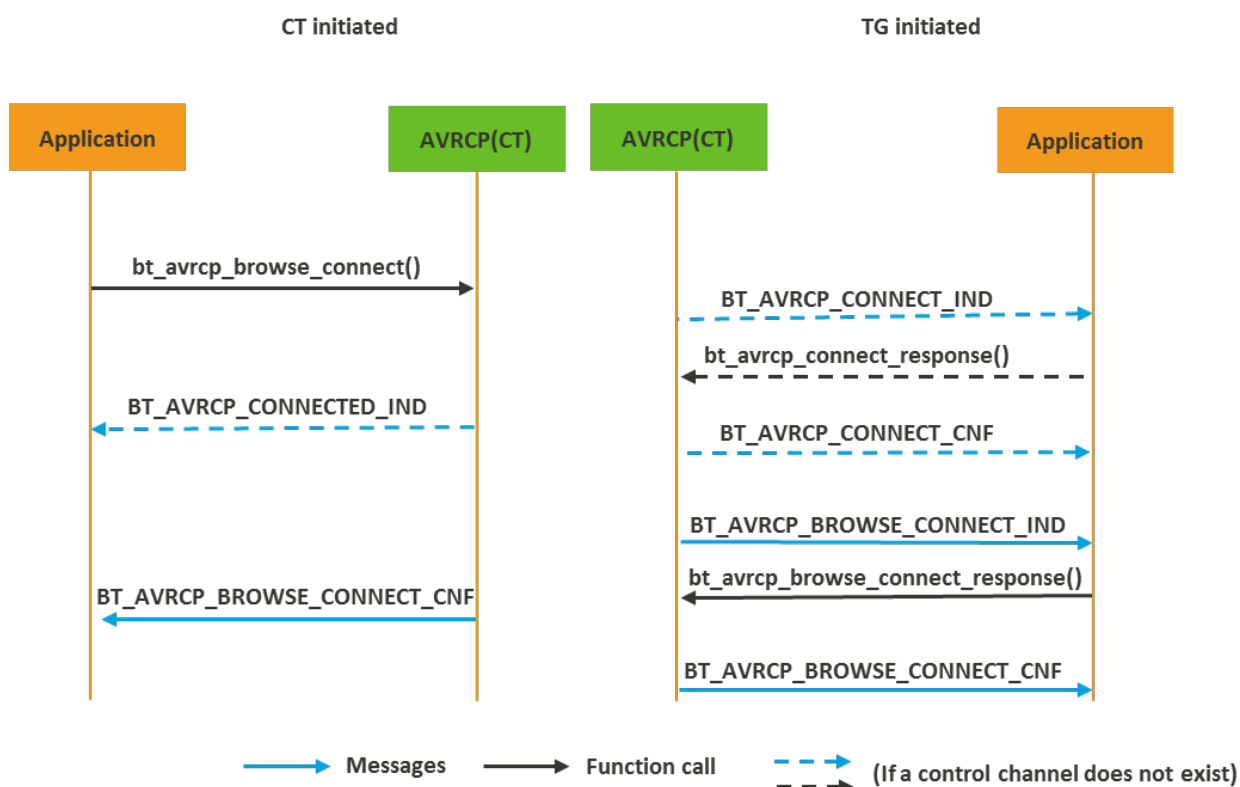 CT initiated
TG initiated
Application
AVRCP(CT)
AVRCP(CT)
Application
bt_avrcp_browse_connect()
BT_AVRCP_CONNECTED_IND
BT_AVRCP_BROWSE_CONNECT_CNF
BT_AVRCP_CONNECT_IND
bt_avrcp_connect_response()
BT_AVRCP_CONNECT_CNF
BT_AVRCP_BROWSE_CONNECT_IND
bt_avrcp_browse_connect_response()
BT_AVRCP_BROWSE_CONNECT_CNF
Messages
Function call
(If a control channel does not exist)